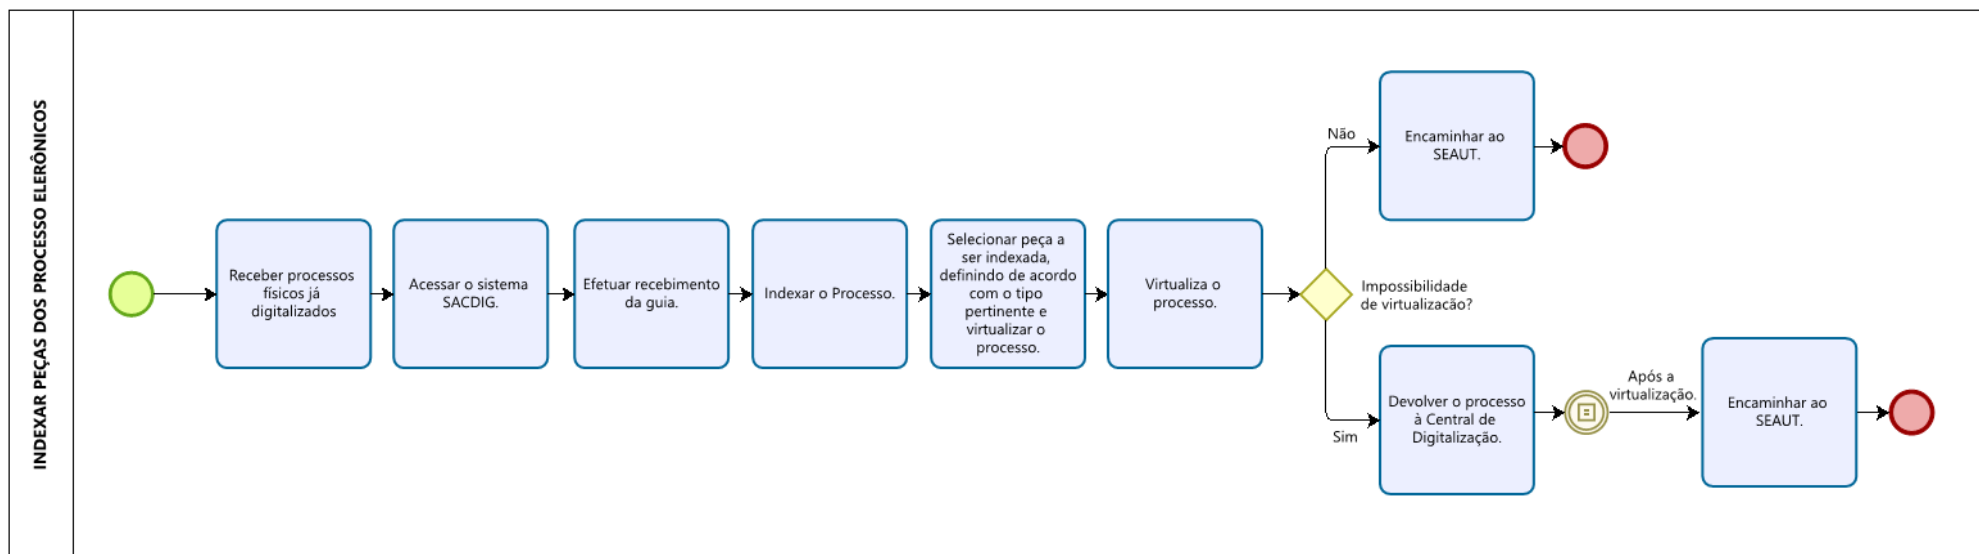 INDEXAR PEÇAS DOS PROCESSO ELERÔNICOS
Receber processos
físicos já
digitalizados
Acessar o sistema
SACDIG.
Efetuar recebimento
da guia.
Indexar o Processo.
Selecionar peça a
ser indexada,
definindo de acordo
com o tipo
pertinente e
virtualizar o
processo.
Virtualiza o
processo.
Impossibilidade
de virtualizacão?
Não
Encaminhar ao
SEAUT.
Sim
Devolver o processo
à Central de
Digitalização.
Após a
virtualização.
Encaminhar ao
SEAUT.